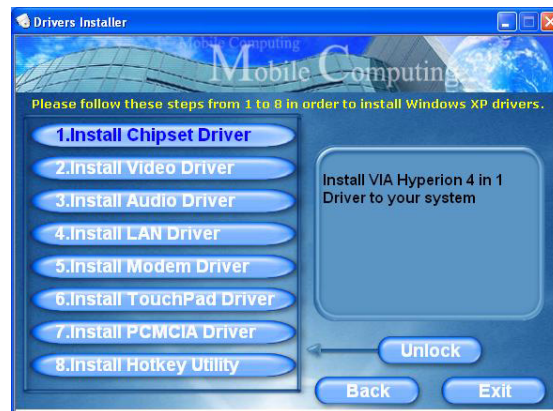 Drivers Installer
Mobile Computing
Mobile Computing
Please follow these steps from 1 to 8 in order to install Windows XP drivers.
1.Install Chipset Driver
2.Install Video Driver
3.Install Audio Driver
4.Install LAN Driver
5.Install Modem Driver
6.Install TouchPad Driver
7.Install PCMCIA Driver
8.Install Hotkey Utility
Install VIA Hyperion 4 in 1
Driver to your system
Unlock
Back
Exit